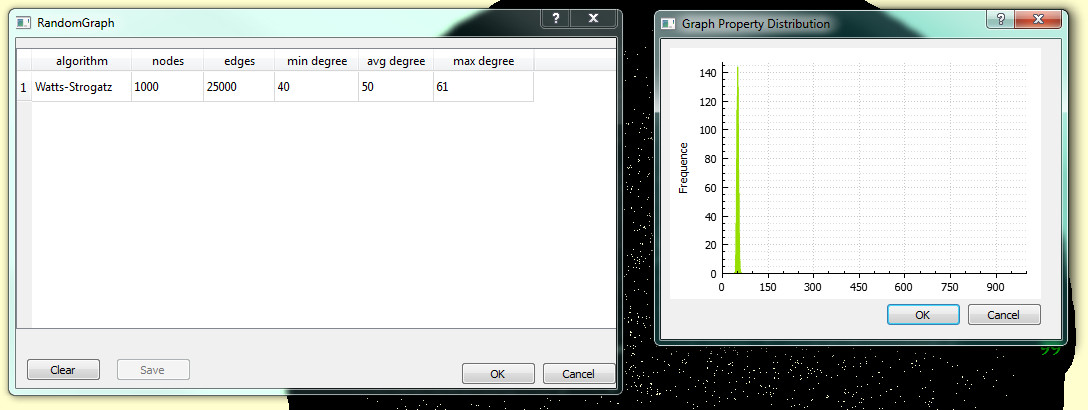 RandomGraph
algorithm nodes edges min degree avg degree max degree
1 Watts-Strogatz 1000 25000 40 50 61
Clear Save OK Cancel
Graph Property Distribution
Frequence
140
120
100
80
60
40
20
0
0 150 300 450 600 750 900
OK Cancel
99